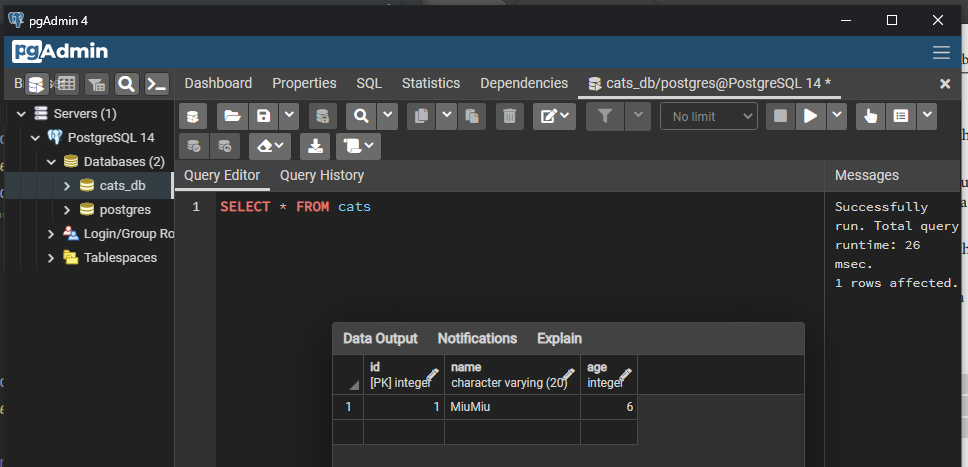 pgAdmin 4
pgAdmin
Dashboard Properties SQL Statistics Dependencies cats_db/postgres@PostgreSQL 14 *
Servers (1)
PostgreSQL 14
Databases (2)
cats_db
postgres
Login/Group Ro
Tablespaces
No limit
Query Editor Query History
1 SELECT * FROM cats
Messages
Successfully
run. Total query
runtime: 26
msec.
1 rows affected.
Data Output Notifications Explain
id name age
[PK] integer character varying (20) integer
1 1 MiuMiu 6